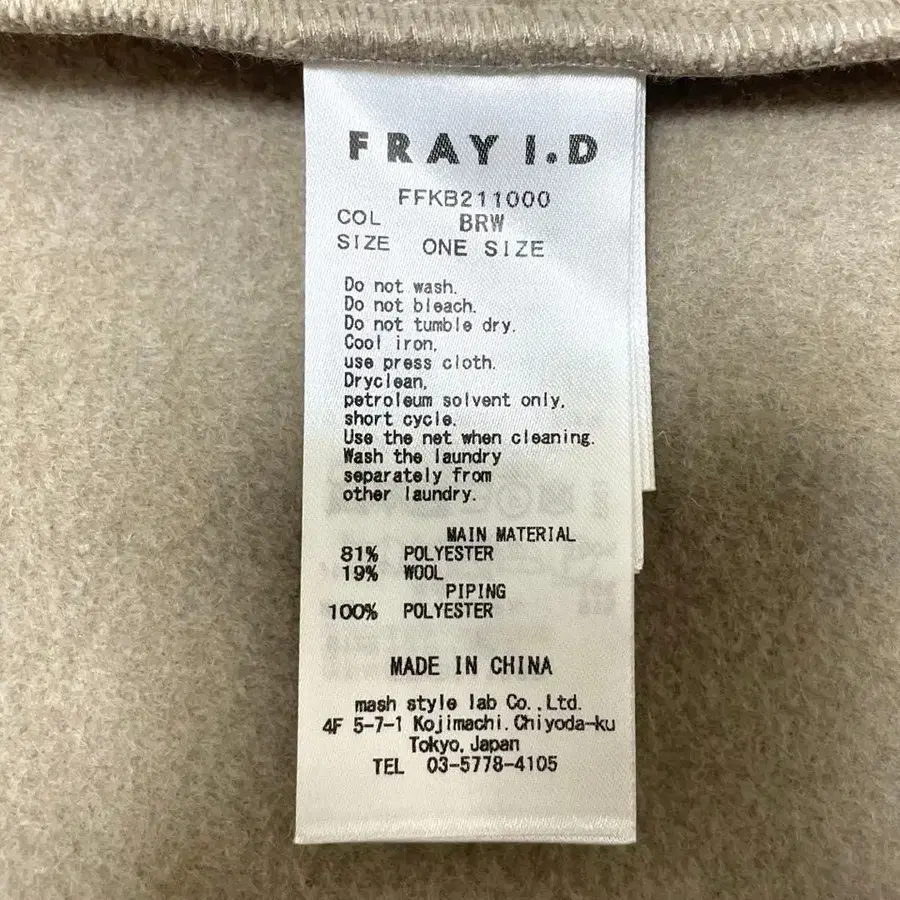 FRAY I.D
FFKB211000
COL BRW
SIZE ONE SIZE
Do not wash.
Do not bleach.
Do not tumble dry.
Cool iron,
use press cloth.
Dryclean,
petroleum solvent only,
short cycle.
Use the net when cleaning.
Wash the laundry
separately from
other laundry.
MAIN MATERIAL
81% POLYESTER
19% WOOL
PIPING
100% POLYESTER
MADE IN CHINA
mash style lab Co.,Ltd.
4F 5-7-1 Kojimachi.Chiyoda-ku
Tokyo,Japan
TEL 03-5778-4105